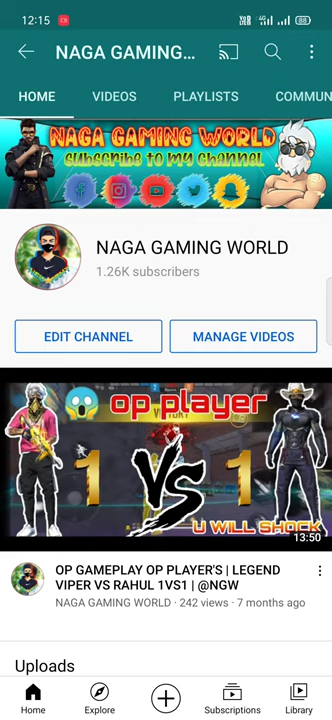 12:15
4G
88
NAGA GAMING...
HOME VIDEOS PLAYLISTS COMMUN
NAGA GAMING WORLD
Subscribe to my channel
NAGA GAMING WORLD
1.26K subscribers
EDIT CHANNEL
MANAGE VIDEOS
op player
1 VS 1
U WILL SHOCK
13:50
OP GAMEPLAY OP PLAYER'S | LEGEND
VIPER VS RAHUL 1VS1 | @NGW
NAGA GAMING WORLD · 242 views · 7 months ago
Uploads
Home Explore Subscriptions Library